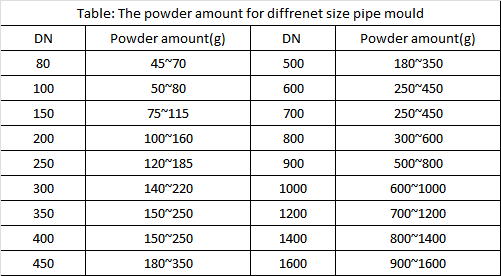 Table: The powder amount for diffrenet size pipe mould
DN Powder amount(g) DN Powder amount(g)
80 45~70 500 180~350
100 50~80 600 250~450
150 75~115 700 250~450
200 100~160 800 300~600
250 120~185 900 500~800
300 140~220 1000 600~1000
350 150~250 1200 700~1200
400 150~250 1400 800~1400
450 180~350 1600 900~1600